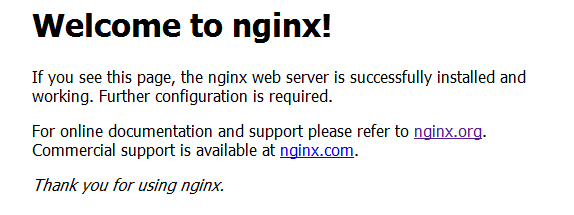 Welcome to nginx!
If you see this page, the nginx web server is successfully installed and
working. Further configuration is required.
For online documentation and support please refer to nginx.org.
Commercial support is available at nginx.com.
Thank you for using nginx.